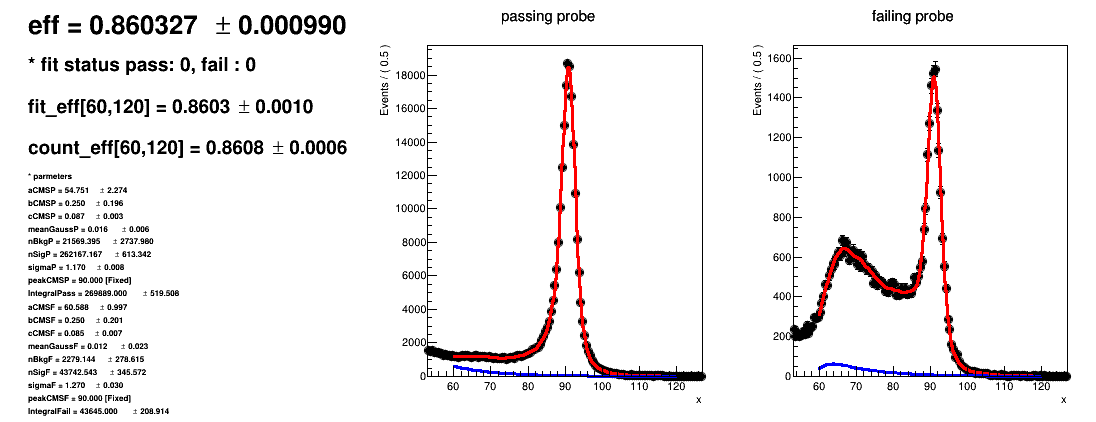 eff = 0.860327 ± 0.000990
* fit status pass: 0, fail : 0
fit_eff[60,120] = 0.8603 ± 0.0010
count_eff[60,120] = 0.8608 ± 0.0006
* parmeters
aCMSP = 54.751 ± 2.274
bCMSP = 0.250 ± 0.196
cCMSP = 0.087 ± 0.003
meanGaussP = 0.016 ± 0.006
nBkgP = 21569.395 ± 2737.980
nSigP = 262167.167 ± 613.342
sigmaP = 1.170 ± 0.008
peakCMSP = 90.000 [Fixed]
IntegralPass = 269889.000 ± 519.508
aCMSF = 60.588 ± 0.997
bCMSF = 0.250 ± 0.201
cCMSF = 0.085 ± 0.007
meanGaussF = 0.012 ± 0.023
nBkgF = 2279.144 ± 278.615
nSigF = 43742.543 ± 345.572
sigmaF = 1.270 ± 0.030
peakCMSF = 90.000 [Fixed]
IntegralFail = 43645.000 ± 208.914
passing probe
Events / ( 0.5 )
18000
16000
14000
12000
10000
8000
6000
4000
2000
0
60 70 80 90 100 110 120
x
failing probe
Events / ( 0.5 )
1600
1400
1200
1000
800
600
400
200
0
60 70 80 90 100 110 120
x